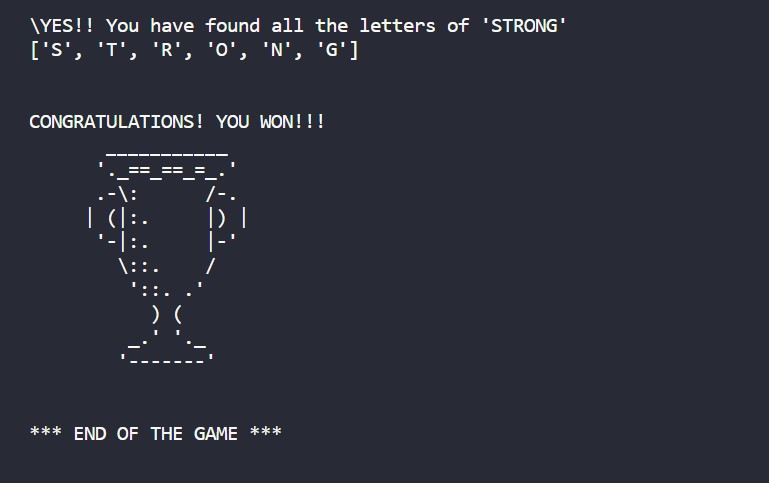 \YES!! You have found all the letters of 'STRONG'
['S', 'T', 'R', 'O', 'N', 'G']
CONGRATULATIONS! YOU WON!!!
       ___________
      '._==_==_=_.'
      .-\:      /-.
     | (|:.     |) |
      '-|:.     |-'
        \::.    /
         '::. .'
           ) (
         _.' '._
        '-------'
*** END OF THE GAME ***